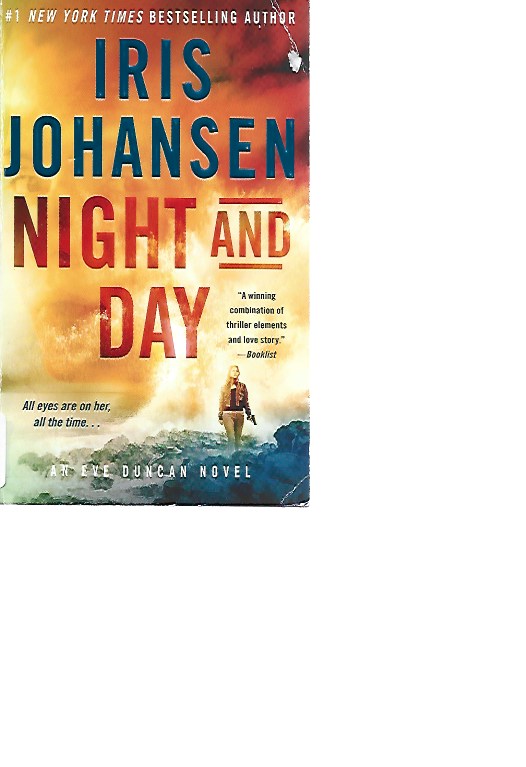 #1 NEW YORK TIMES BESTSELLING AUTHOR
IRIS
JOHANSEN
NIGHT AND
DAY
"A winning
combination of
thriller elements
and love story."
—Booklist
All eyes are on her,
all the time. . .
AN EVE DUNCAN NOVEL